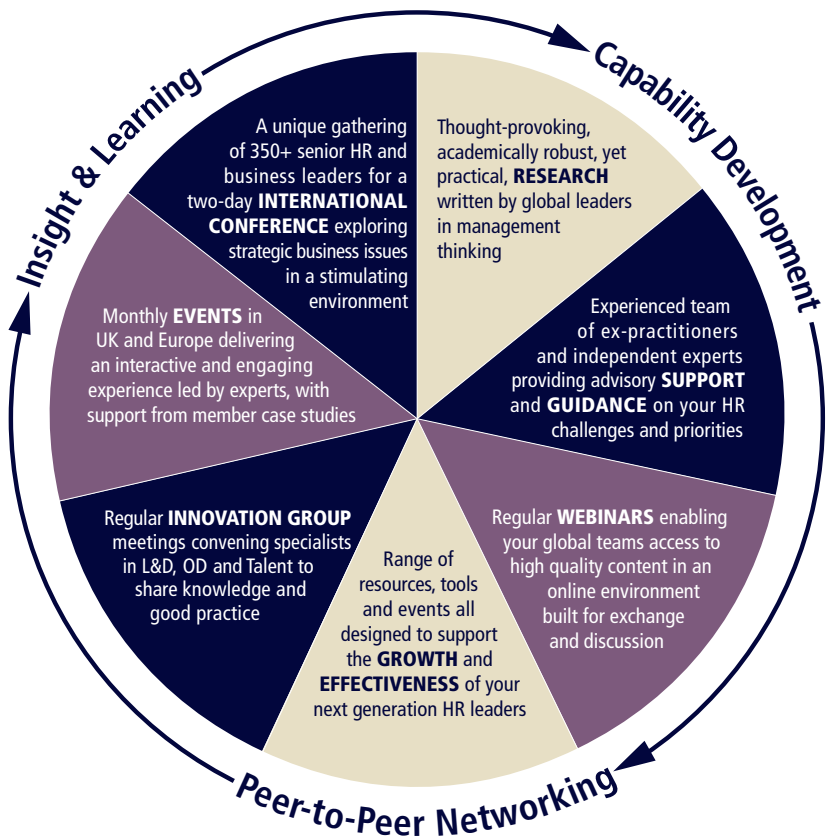 Insight & Learning
Capability Development
A unique gathering
of 350+ senior HR and
business leaders for a
two-day INTERNATIONAL
CONFERENCE exploring
strategic business issues
in a stimulating
environment
Thought-provoking,
academically robust, yet
practical, RESEARCH
written by global leaders
in management
thinking
Experienced team
of ex-practitioners
and independent experts
providing advisory SUPPORT
and GUIDANCE on your HR
challenges and priorities
Regular WEBINARS enabling
your global teams access to
high quality content in an
online environment
built for exchange
and discussion
Range of
resources, tools
and events all
designed to support
the GROWTH and
EFFECTIVENESS of your
next generation HR leaders
Regular INNOVATION GROUP
meetings convening specialists
in L&D, OD and Talent to
share knowledge and
good practice
Monthly EVENTS in
UK and Europe delivering
an interactive and engaging
experience led by experts, with
support from member case studies
Peer-to-Peer Networking